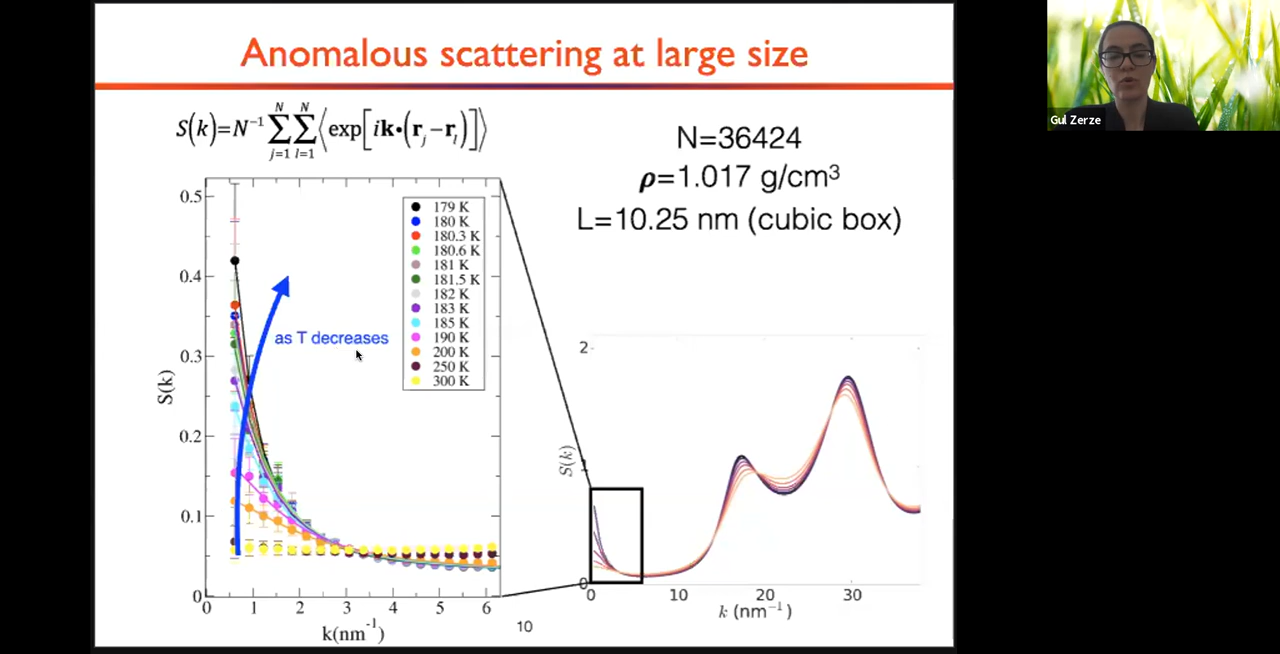 Anomalous scattering at large size
S(k)=N⁻¹ ∑_{j=1}^{N} ∑_{l=1}^{N} ⟨exp[ik•(r_j−r_l)]⟩
N=36424
ρ=1.017 g/cm³
L=10.25 nm (cubic box)
0.5
0.4
0.3
0.2
0.1
0
S(k)
0 1 2 3 4 5 6
k(nm⁻¹)
179 K
180 K
180.3 K
180.6 K
181 K
181.5 K
182 K
183 K
185 K
190 K
200 K
250 K
300 K
as T decreases
2
1
0
S(k)
0 10 20 30
k (nm⁻¹)
10
Gul Zerze